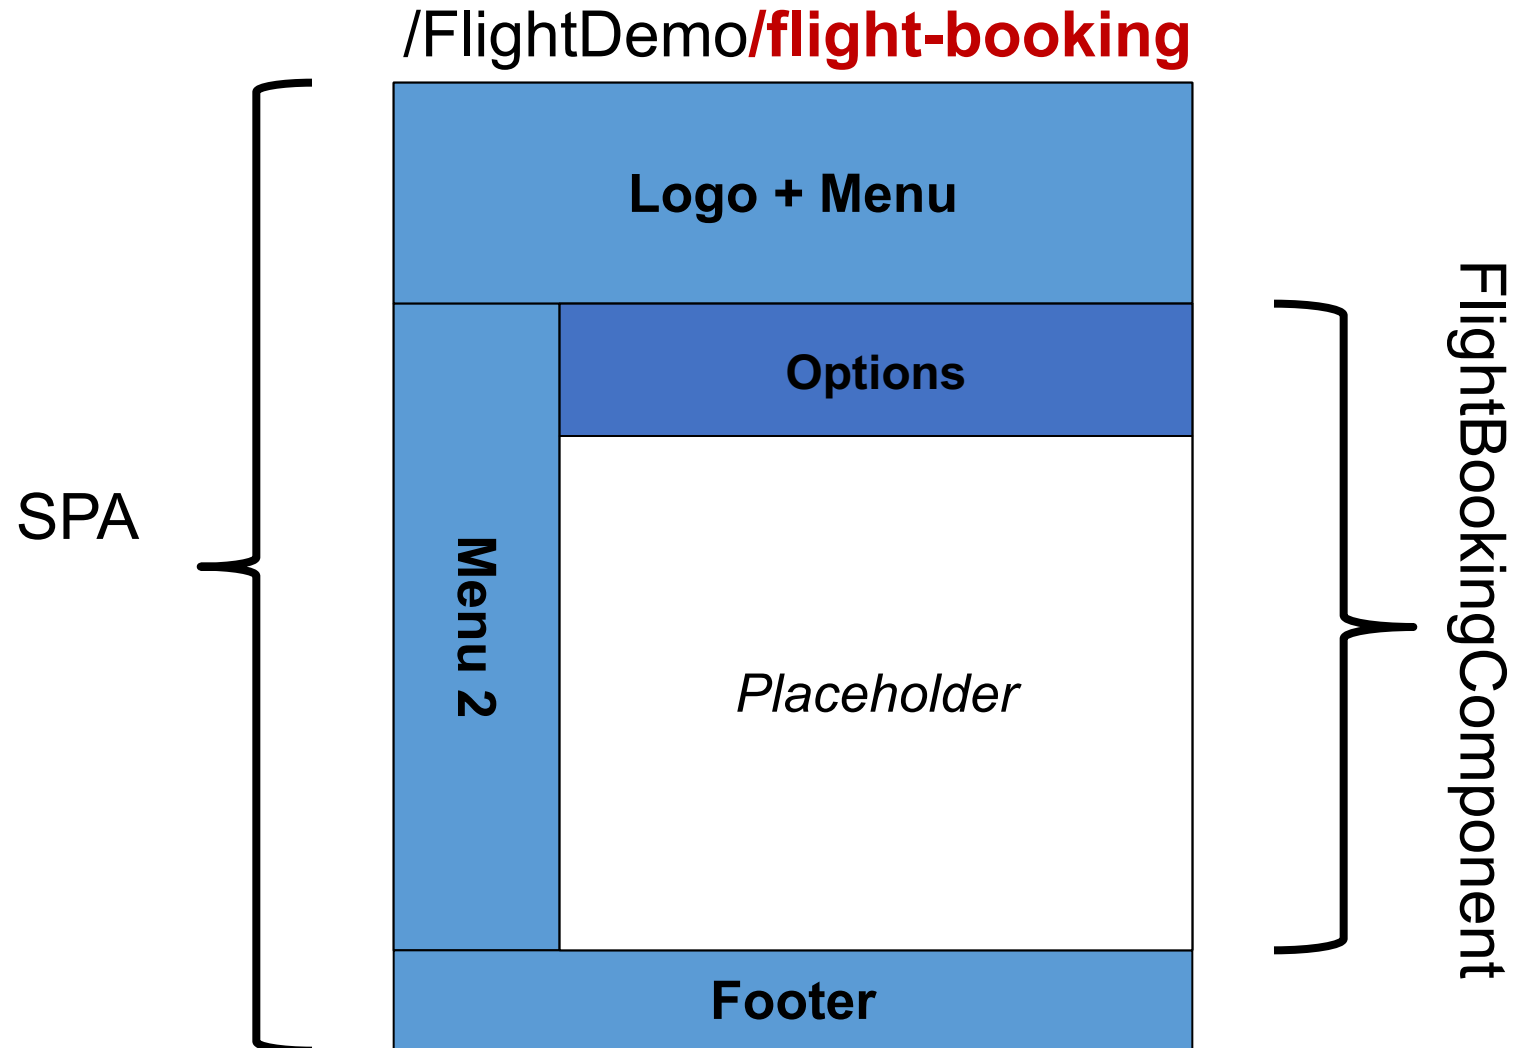 /FlightDemo/flight-booking
Logo + Menu
Options
SPA
Menu 2
Placeholder
FlightBookingComponent
Footer